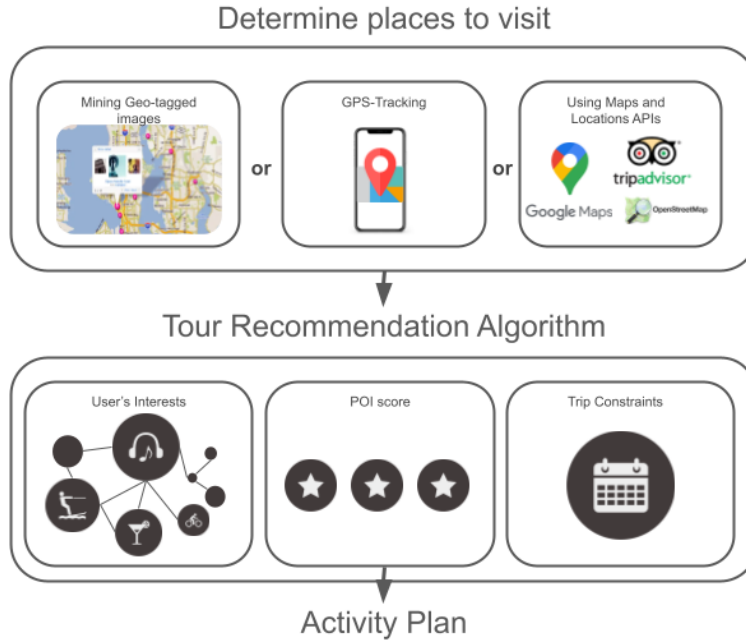 Determine places to visit
Mining Geo-tagged
images
GPS-Tracking
Using Maps and
Locations APIs
or
or
tripadvisor®
Google Maps
OpenStreetMap
Tour Recommendation Algorithm
User's Interests
POI score
Trip Constraints
Activity Plan